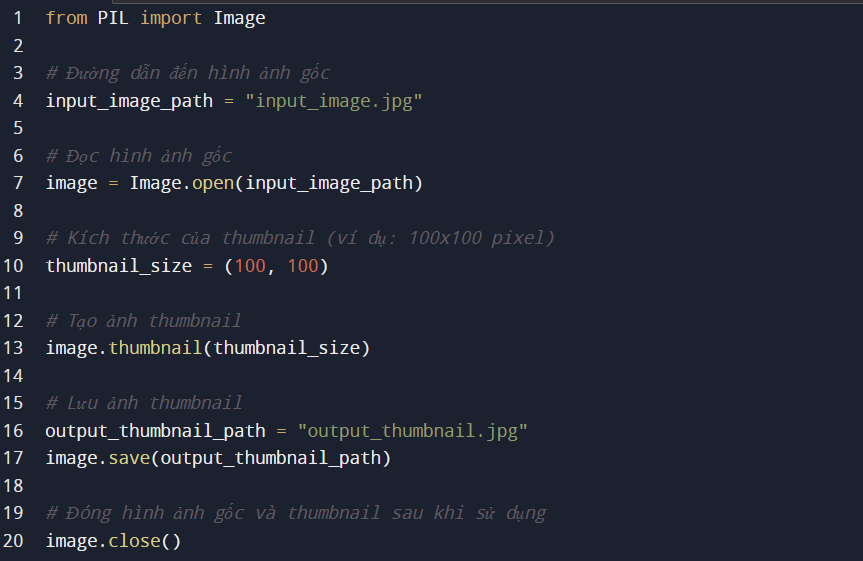 1 from PIL import Image
2
3 # Đường dẫn đến hình ảnh gốc
4 input_image_path = "input_image.jpg"
5
6 # Đọc hình ảnh gốc
7 image = Image.open(input_image_path)
8
9 # Kích thước của thumbnail (ví dụ: 100x100 pixel)
10 thumbnail_size = (100, 100)
11
12 # Tạo ảnh thumbnail
13 image.thumbnail(thumbnail_size)
14
15 # Lưu ảnh thumbnail
16 output_thumbnail_path = "output_thumbnail.jpg"
17 image.save(output_thumbnail_path)
18
19 # Đóng hình ảnh gốc và thumbnail sau khi sử dụng
20 image.close()